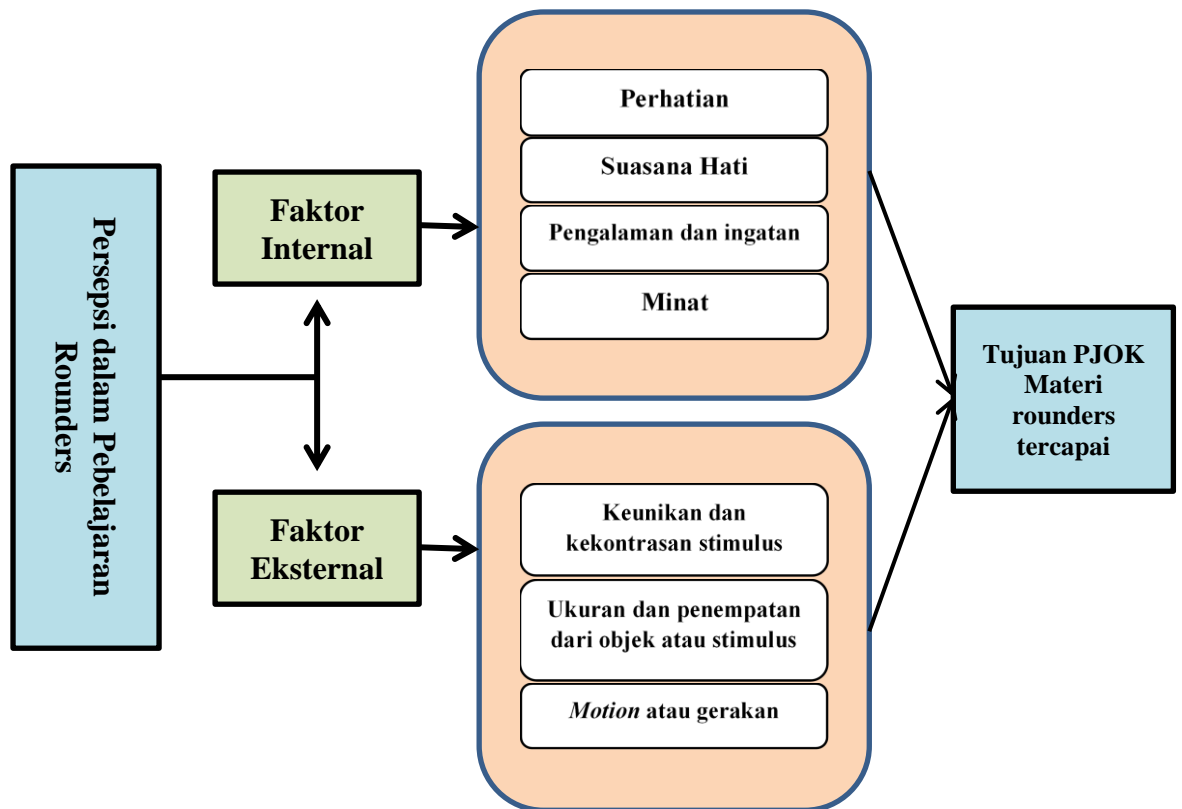 Persepsi dalam Pebelajaran
Rounders
Faktor
Internal
Perhatian
Suasana Hati
Pengalaman dan ingatan
Minat
Faktor
Eksternal
Keunikan dan
kekontrasan stimulus
Ukuran dan penempatan
dari objek atau stimulus
Motion atau gerakan
Tujuan PJOK
Materi
rounders
tercapai